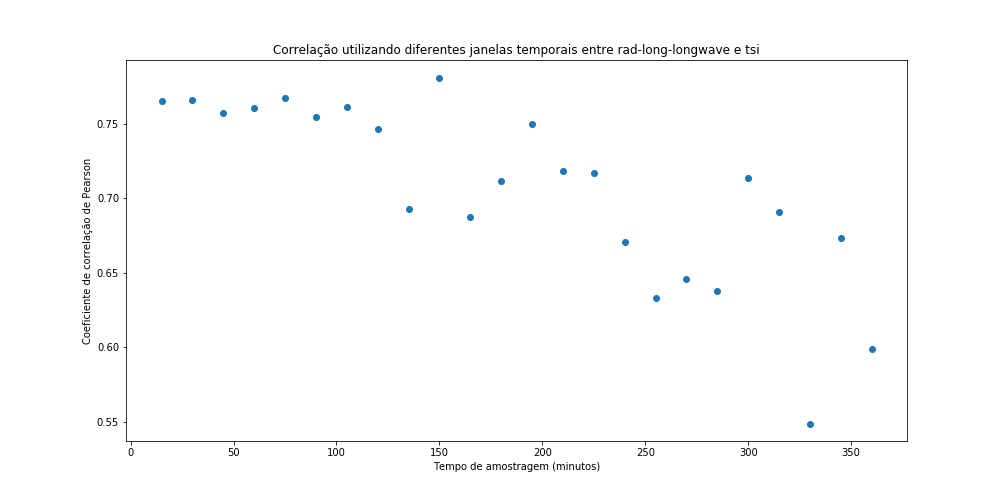 Correlação utilizando diferentes janelas temporais entre rad-long-longwave e tsi
Coeficiente de correlação de Pearson
0.75
0.70
0.65
0.60
0.55
0 50 100 150 200 250 300 350
Tempo de amostragem (minutos)